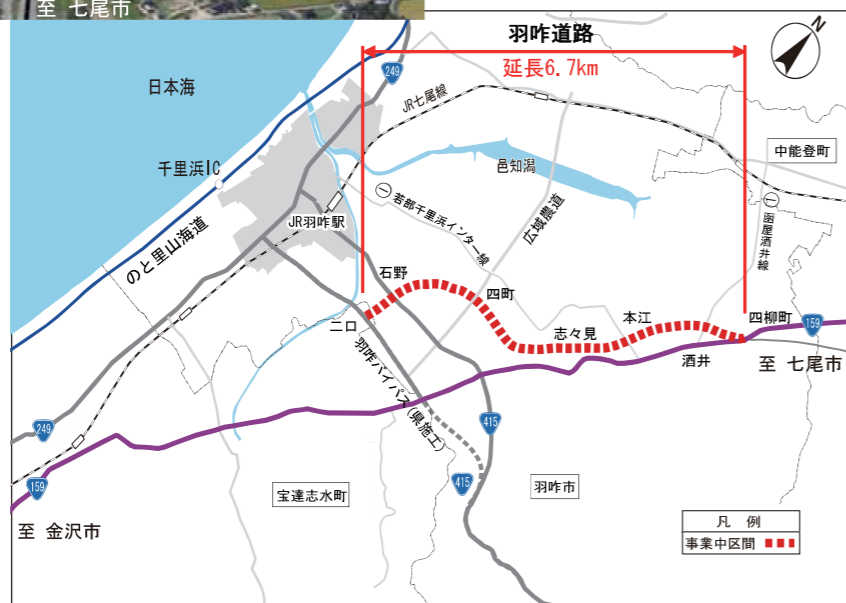 至 七尾市
羽咋道路
延長6.7km
N
249
日本海
JR七尾線
中能登町
千里浜IC
邑知潟
一
若部千里浜インター線
広域農道
一
JR羽咋駅
のと里山海道
石野
四町
本江
四柳町
159
二口
志々見
酒井
至 七尾市
羽咋バイパス(県施工)
249
415
159
415
宝達志水町
羽咋市
至 金沢市
凡 例
事業中区間